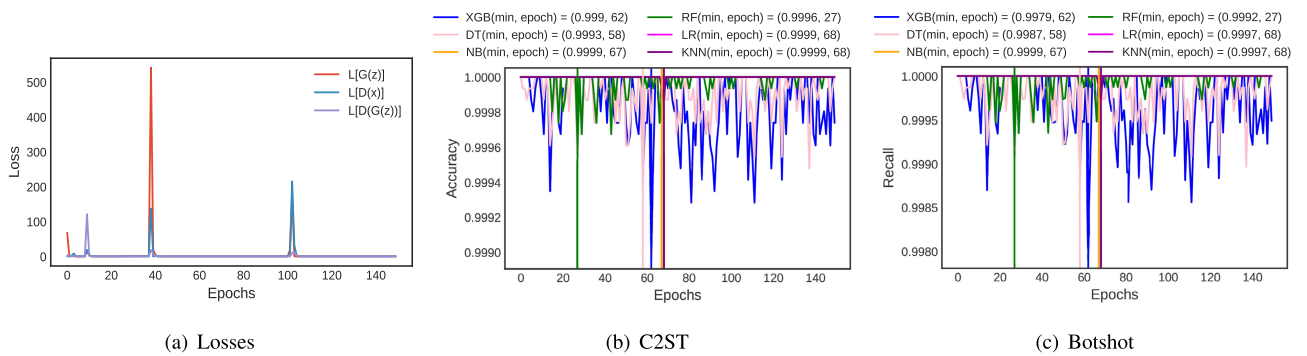 500
400
300
200
100
0
Loss
L[G(z)]
L[D(x)]
L[D(G(z))]
0 20 40 60 80 100 120 140
Epochs
(a) Losses
XGB(min, epoch) = (0.999, 62) RF(min, epoch) = (0.9996, 27)
DT(min, epoch) = (0.9993, 58) LR(min, epoch) = (0.9999, 68)
NB(min, epoch) = (0.9999, 67) KNN(min, epoch) = (0.9999, 68)
1.0000
0.9998
0.9996
0.9994
0.9992
0.9990
Accuracy
0 20 40 60 80 100 120 140
Epochs
(b) C2ST
XGB(min, epoch) = (0.9979, 62) RF(min, epoch) = (0.9992, 27)
DT(min, epoch) = (0.9987, 58) LR(min, epoch) = (0.9997, 68)
NB(min, epoch) = (0.9999, 67) KNN(min, epoch) = (0.9997, 68)
1.0000
0.9995
0.9990
0.9985
0.9980
Recall
0 20 40 60 80 100 120 140
Epochs
(c) Botshot